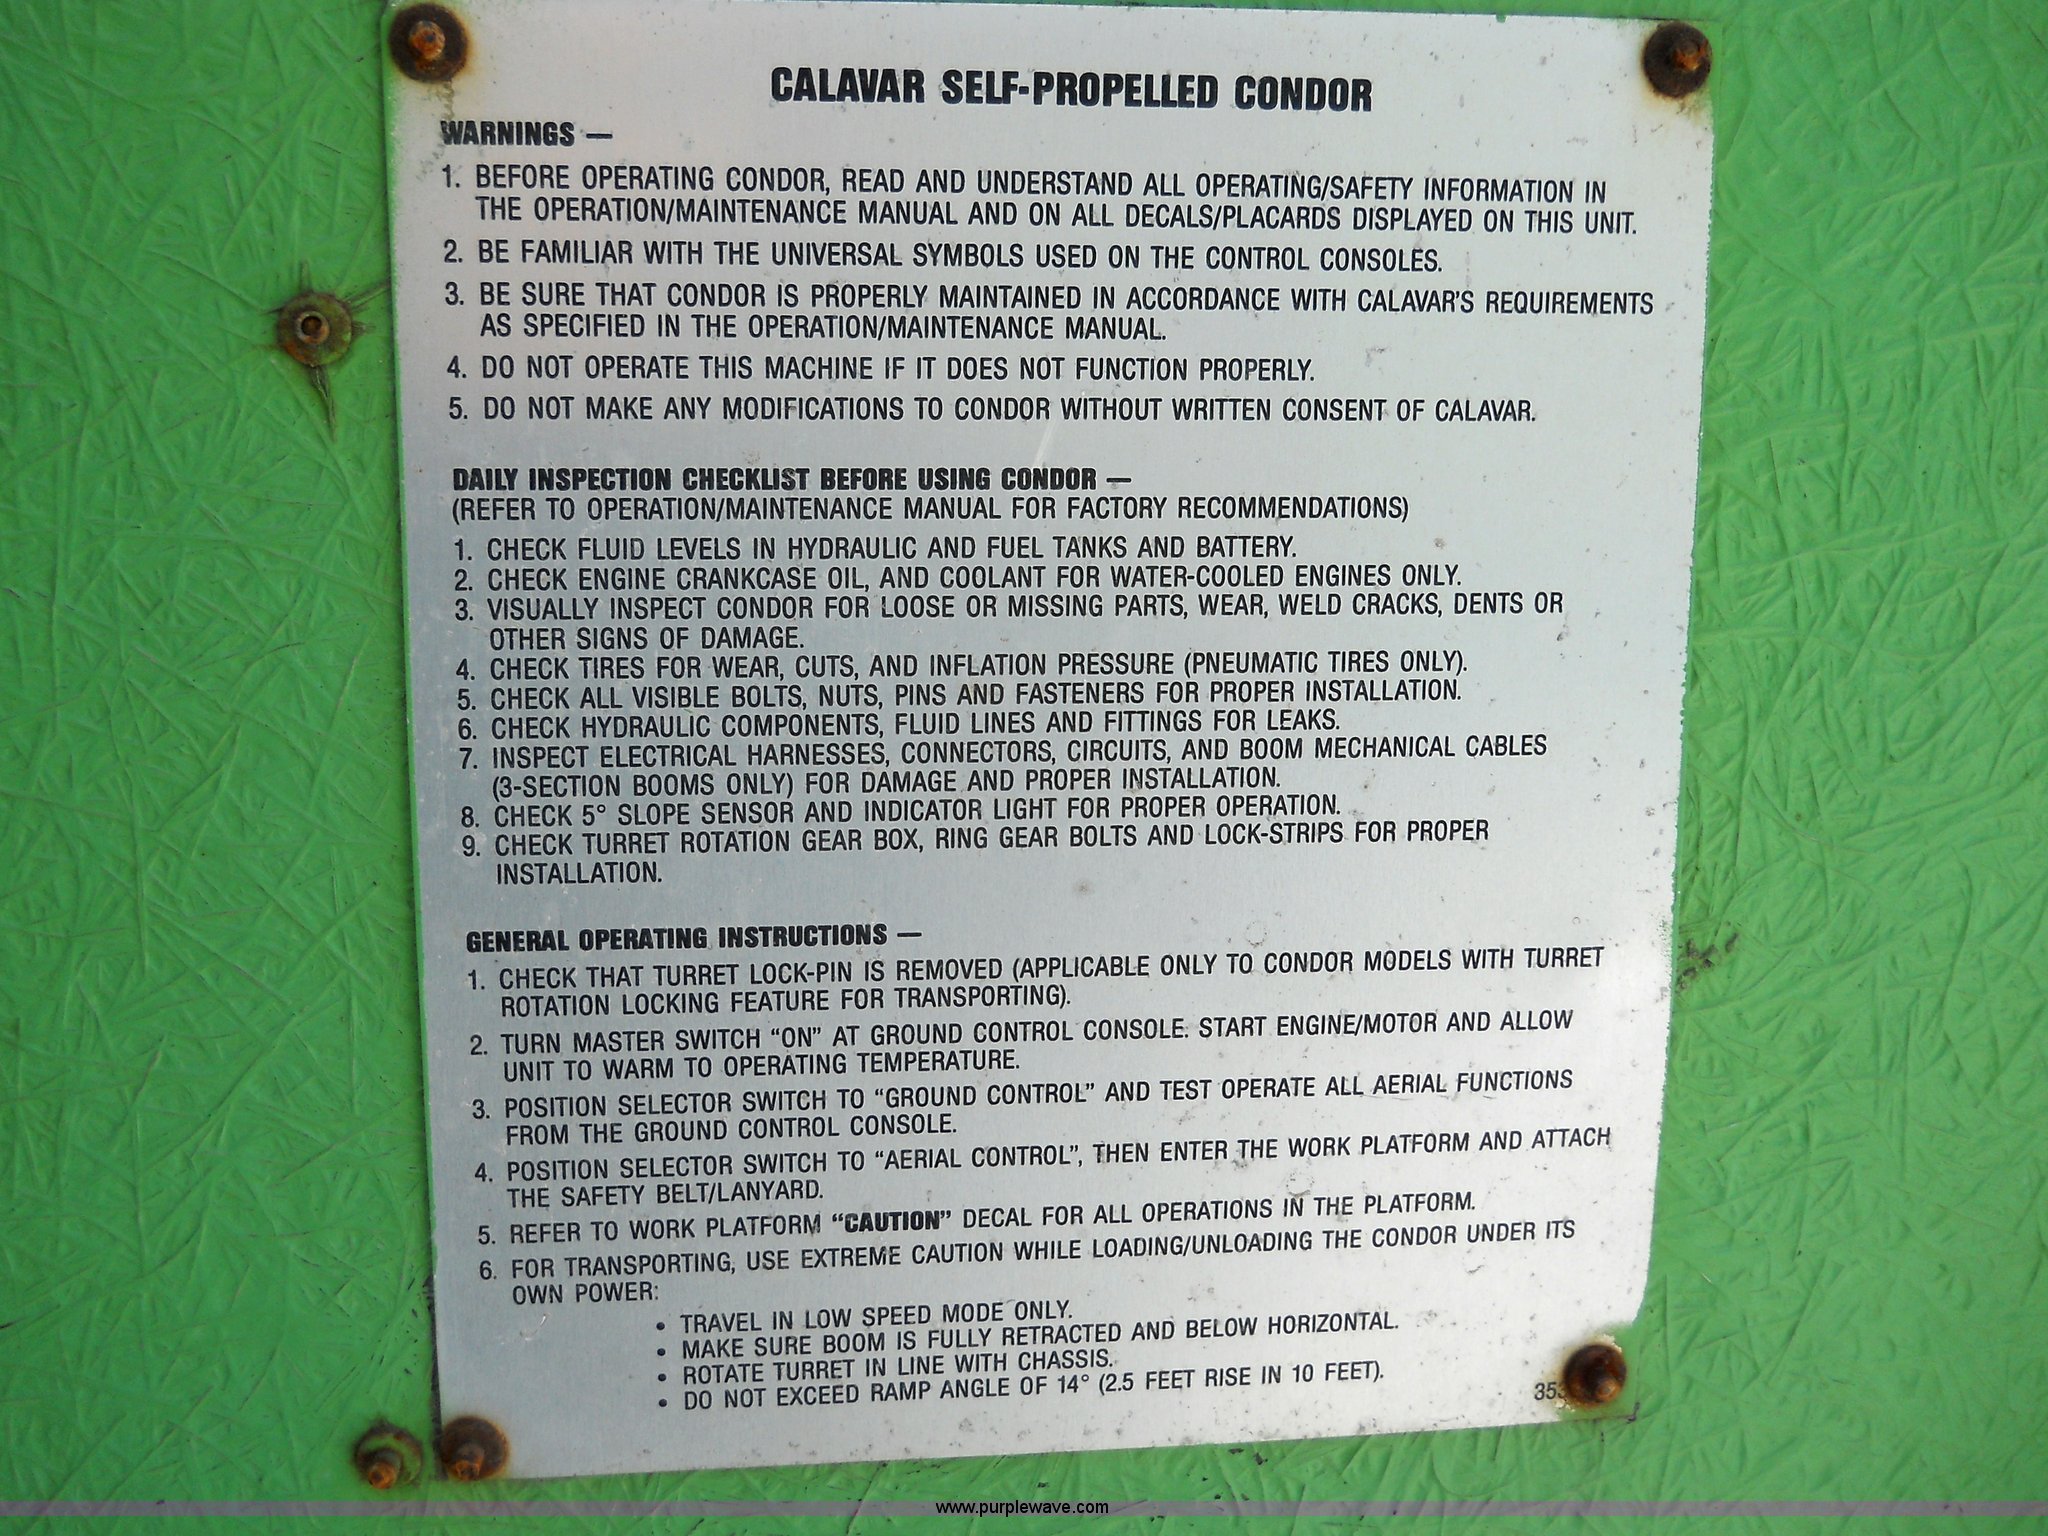 CALAVAR SELF-PROPELLED CONDOR
WARNINGS —
1. BEFORE OPERATING CONDOR, READ AND UNDERSTAND ALL OPERATING/SAFETY INFORMATION IN
THE OPERATION/MAINTENANCE MANUAL AND ON ALL DECALS/PLACARDS DISPLAYED ON THIS UNIT.
2. BE FAMILIAR WITH THE UNIVERSAL SYMBOLS USED ON THE CONTROL CONSOLES.
3. BE SURE THAT CONDOR IS PROPERLY MAINTAINED IN ACCORDANCE WITH CALAVAR'S REQUIREMENTS
AS SPECIFIED IN THE OPERATION/MAINTENANCE MANUAL.
4. DO NOT OPERATE THIS MACHINE IF IT DOES NOT FUNCTION PROPERLY.
5. DO NOT MAKE ANY MODIFICATIONS TO CONDOR WITHOUT WRITTEN CONSENT OF CALAVAR.
DAILY INSPECTION CHECKLIST BEFORE USING CONDOR —
(REFER TO OPERATION/MAINTENANCE MANUAL FOR FACTORY RECOMMENDATIONS)
1. CHECK FLUID LEVELS IN HYDRAULIC AND FUEL TANKS AND BATTERY.
2. CHECK ENGINE CRANKCASE OIL, AND COOLANT FOR WATER-COOLED ENGINES ONLY.
3. VISUALLY INSPECT CONDOR FOR LOOSE OR MISSING PARTS, WEAR, WELD CRACKS, DENTS OR
OTHER SIGNS OF DAMAGE.
4. CHECK TIRES FOR WEAR, CUTS, AND INFLATION PRESSURE (PNEUMATIC TIRES ONLY).
5. CHECK ALL VISIBLE BOLTS, NUTS, PINS AND FASTENERS FOR PROPER INSTALLATION.
6. CHECK HYDRAULIC COMPONENTS, FLUID LINES AND FITTINGS FOR LEAKS.
7. INSPECT ELECTRICAL HARNESSES, CONNECTORS, CIRCUITS, AND BOOM MECHANICAL CABLES
(3-SECTION BOOMS ONLY) FOR DAMAGE AND PROPER INSTALLATION.
8. CHECK 5° SLOPE SENSOR AND INDICATOR LIGHT FOR PROPER OPERATION.
9. CHECK TURRET ROTATION GEAR BOX, RING GEAR BOLTS AND LOCK-STRIPS FOR PROPER
INSTALLATION.
GENERAL OPERATING INSTRUCTIONS —
1. CHECK THAT TURRET LOCK-PIN IS REMOVED (APPLICABLE ONLY TO CONDOR MODELS WITH TURRET
ROTATION LOCKING FEATURE FOR TRANSPORTING).
2. TURN MASTER SWITCH "ON" AT GROUND CONTROL CONSOLE. START ENGINE/MOTOR AND ALLOW
UNIT TO WARM TO OPERATING TEMPERATURE.
3. POSITION SELECTOR SWITCH TO "GROUND CONTROL" AND TEST OPERATE ALL AERIAL FUNCTIONS
FROM THE GROUND CONTROL CONSOLE.
4. POSITION SELECTOR SWITCH TO "AERIAL CONTROL", THEN ENTER THE WORK PLATFORM AND ATTACH
THE SAFETY BELT/LANYARD.
5. REFER TO WORK PLATFORM "CAUTION" DECAL FOR ALL OPERATIONS IN THE PLATFORM.
6. FOR TRANSPORTING, USE EXTREME CAUTION WHILE LOADING/UNLOADING THE CONDOR UNDER ITS
OWN POWER:
• TRAVEL IN LOW SPEED MODE ONLY.
• MAKE SURE BOOM IS FULLY RETRACTED AND BELOW HORIZONTAL.
• ROTATE TURRET IN LINE WITH CHASSIS.
• DO NOT EXCEED RAMP ANGLE OF 14° (2.5 FEET RISE IN 10 FEET).
www.purplewave.com